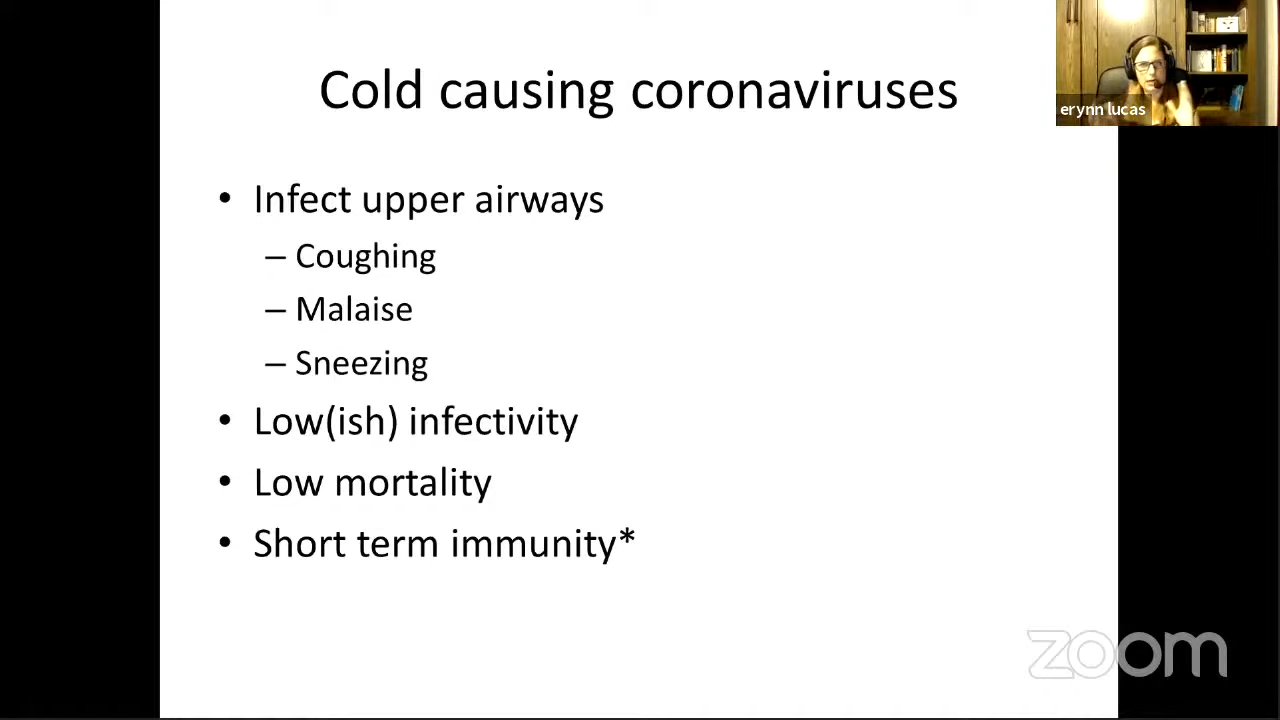 Cold causing coronaviruses
erynn lucas
• Infect upper airways
– Coughing
– Malaise
– Sneezing
• Low(ish) infectivity
• Low mortality
• Short term immunity*
zoom